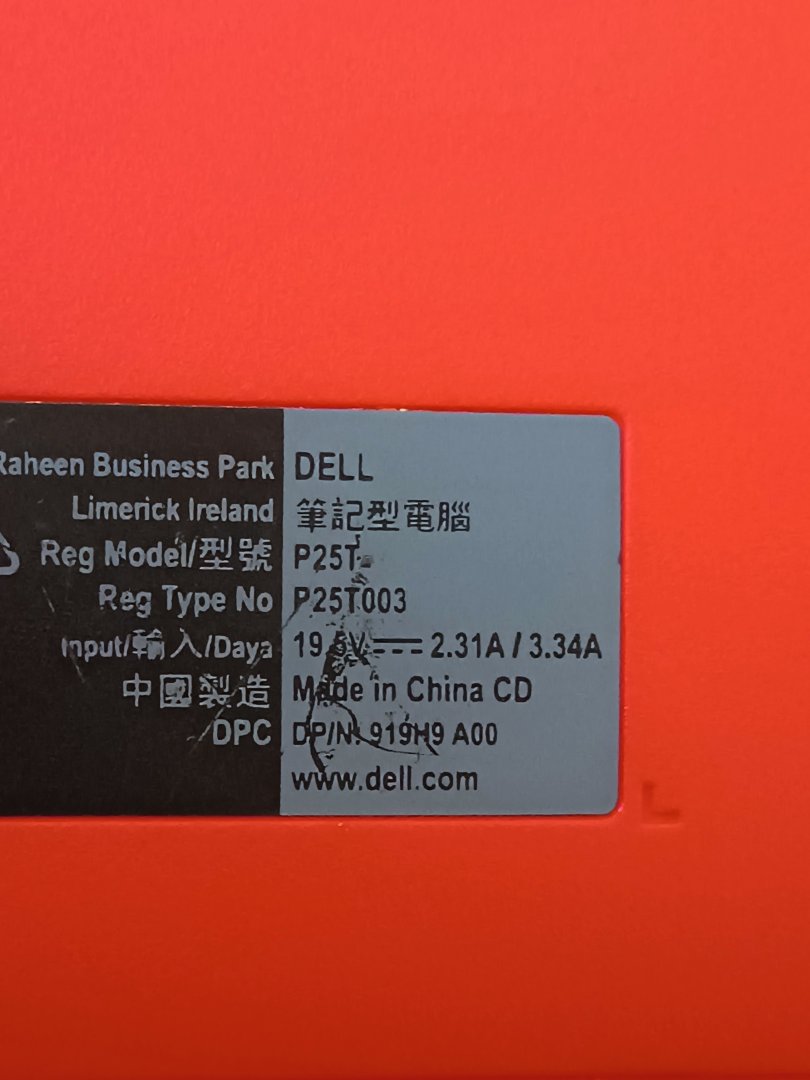 Raheen Business Park DELL
Limerick Ireland 筆記型電腦
Reg Model/型號 P25T
Reg Type No P25T003
Input/輸入/Daya 19.5V 2.31A / 3.34A
中國製造 Made in China CD
DPC DP/N: 919H9 A00
www.dell.com